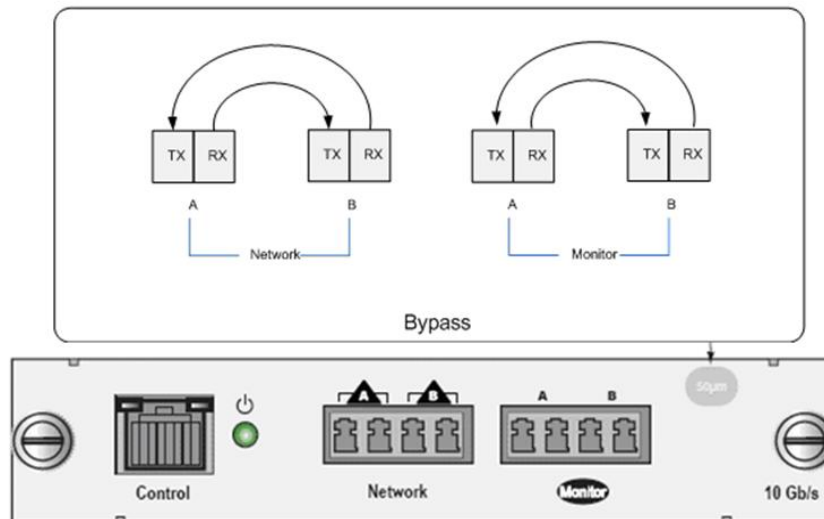 TX RX TX RX TX RX TX RX
A B A B
Network Monitor
Bypass
50µm
A B A B
Control Network Monitor 10 Gb/s